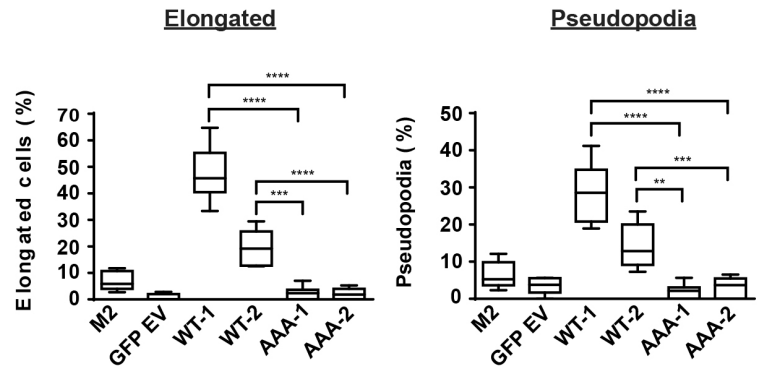 Elongated
Elongated cells (%)
70
60
50
40
30
20
10
0
****
****
****
***
M2
GFP EV
WT-1
WT-2
AAA-1
AAA-2
Pseudopodia
Pseudopodia (%)
50
40
30
20
10
0
****
****
***
**
M2
GFP EV
WT-1
WT-2
AAA-1
AAA-2